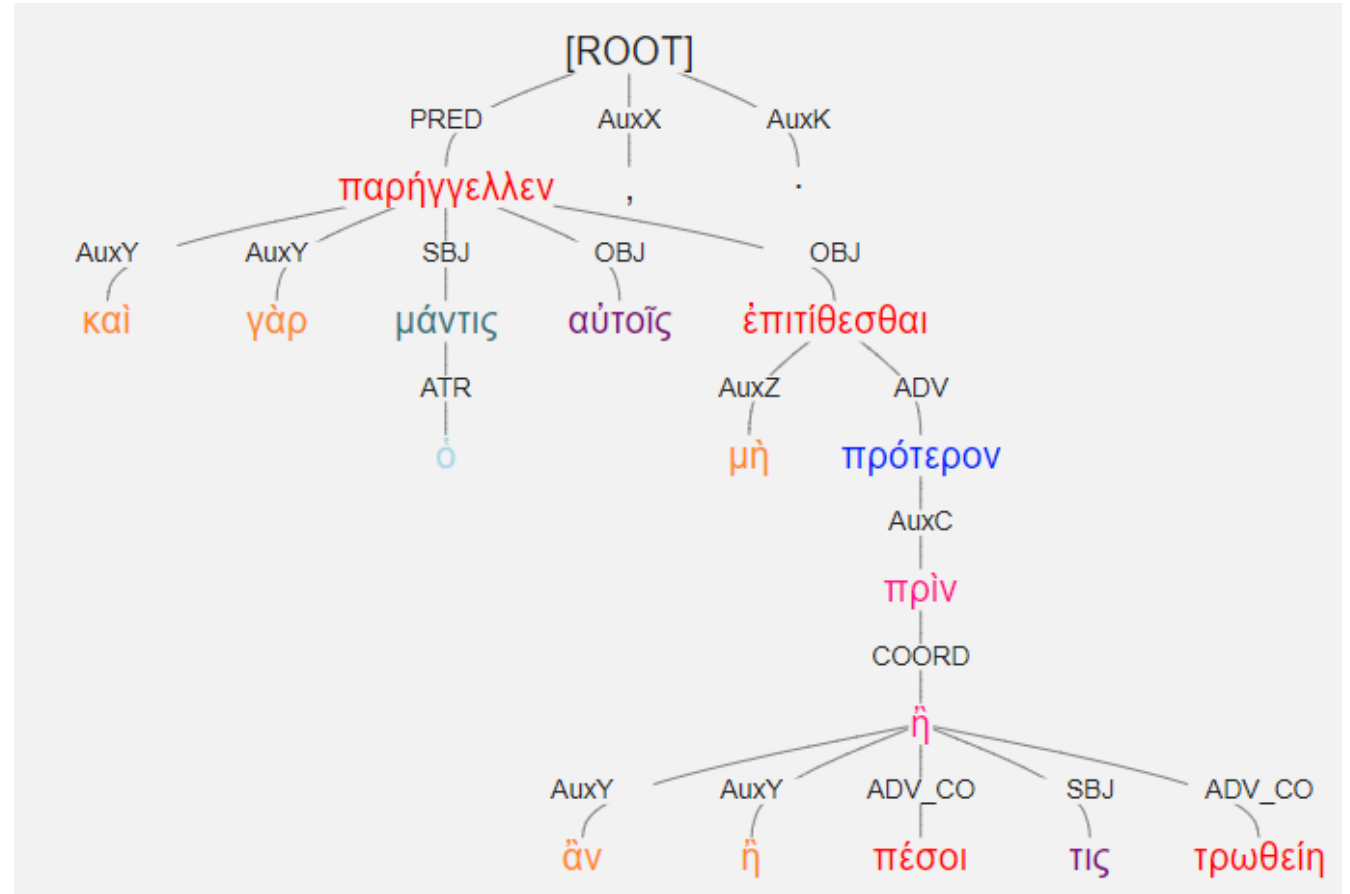 [ROOT]
PRED AuxX AuxK
παρήγγελλεν , .
AuxY AuxY SBJ OBJ OBJ
καὶ γὰρ μάντις αὐτοῖς ἐπιτίθεσθαι
ATR AuxZ ADV
ὁ μὴ πρότερον
AuxC
πρὶν
COORD
ἢ
AuxY AuxY ADV_CO SBJ ADV_CO
ἂν ἢ πέσοι τις τρωθείη